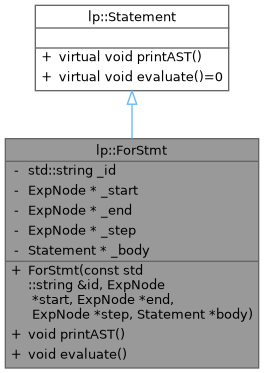 lp::Statement
+ virtual void printAST()
+ virtual void evaluate()=0
lp::ForStmt
- std::string _id
- ExpNode * _start
- ExpNode * _end
- ExpNode * _step
- Statement * _body
+ ForStmt(const std
::string &id, ExpNode
*start, ExpNode *end,
ExpNode *step, Statement *body)
+ void printAST()
+ void evaluate()